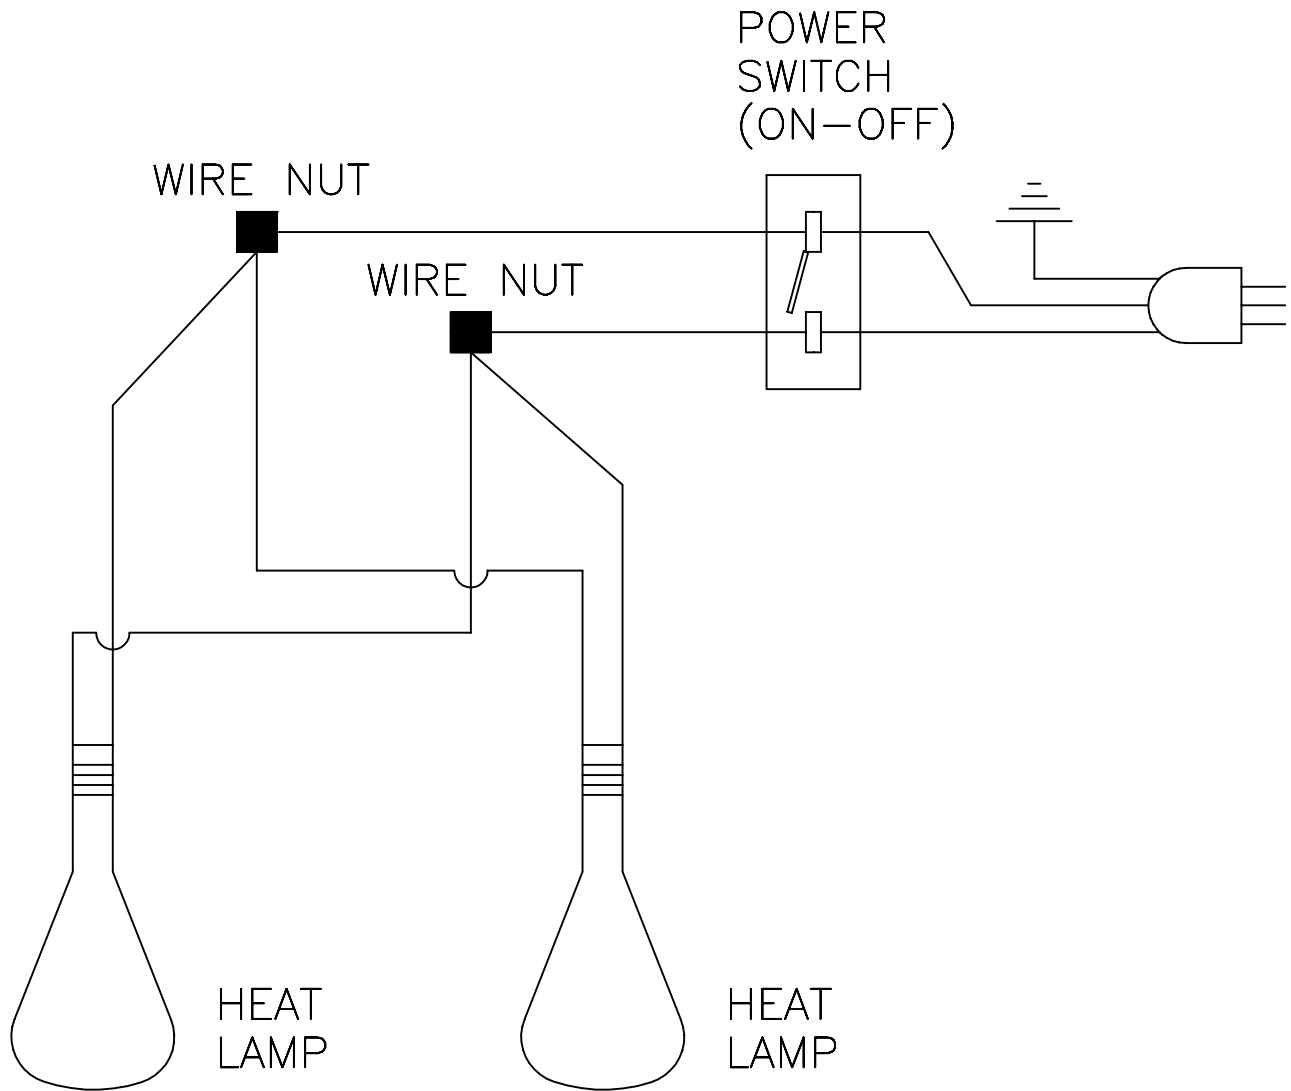 POWER
SWITCH
(ON-OFF)
WIRE NUT
WIRE NUT
HEAT
LAMP
HEAT
LAMP